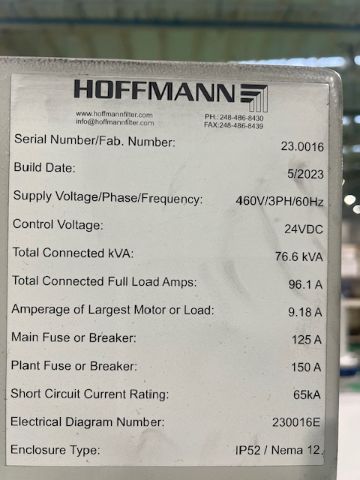 HOFFMANN
www.hoffmannfilter.com PH.: 248-486-8430
info@hoffmannfilter.com FAX:248-486-8439
Serial Number/Fab. Number: 23.0016
Build Date: 5/2023
Supply Voltage/Phase/Frequency: 460V/3PH/60Hz
Control Voltage: 24VDC
Total Connected kVA: 76.6 kVA
Total Connected Full Load Amps: 96.1 A
Amperage of Largest Motor or Load: 9.18 A
Main Fuse or Breaker: 125 A
Plant Fuse or Breaker: 150 A
Short Circuit Current Rating: 65kA
Electrical Diagram Number: 230016E
Enclosure Type: IP52 / Nema 12